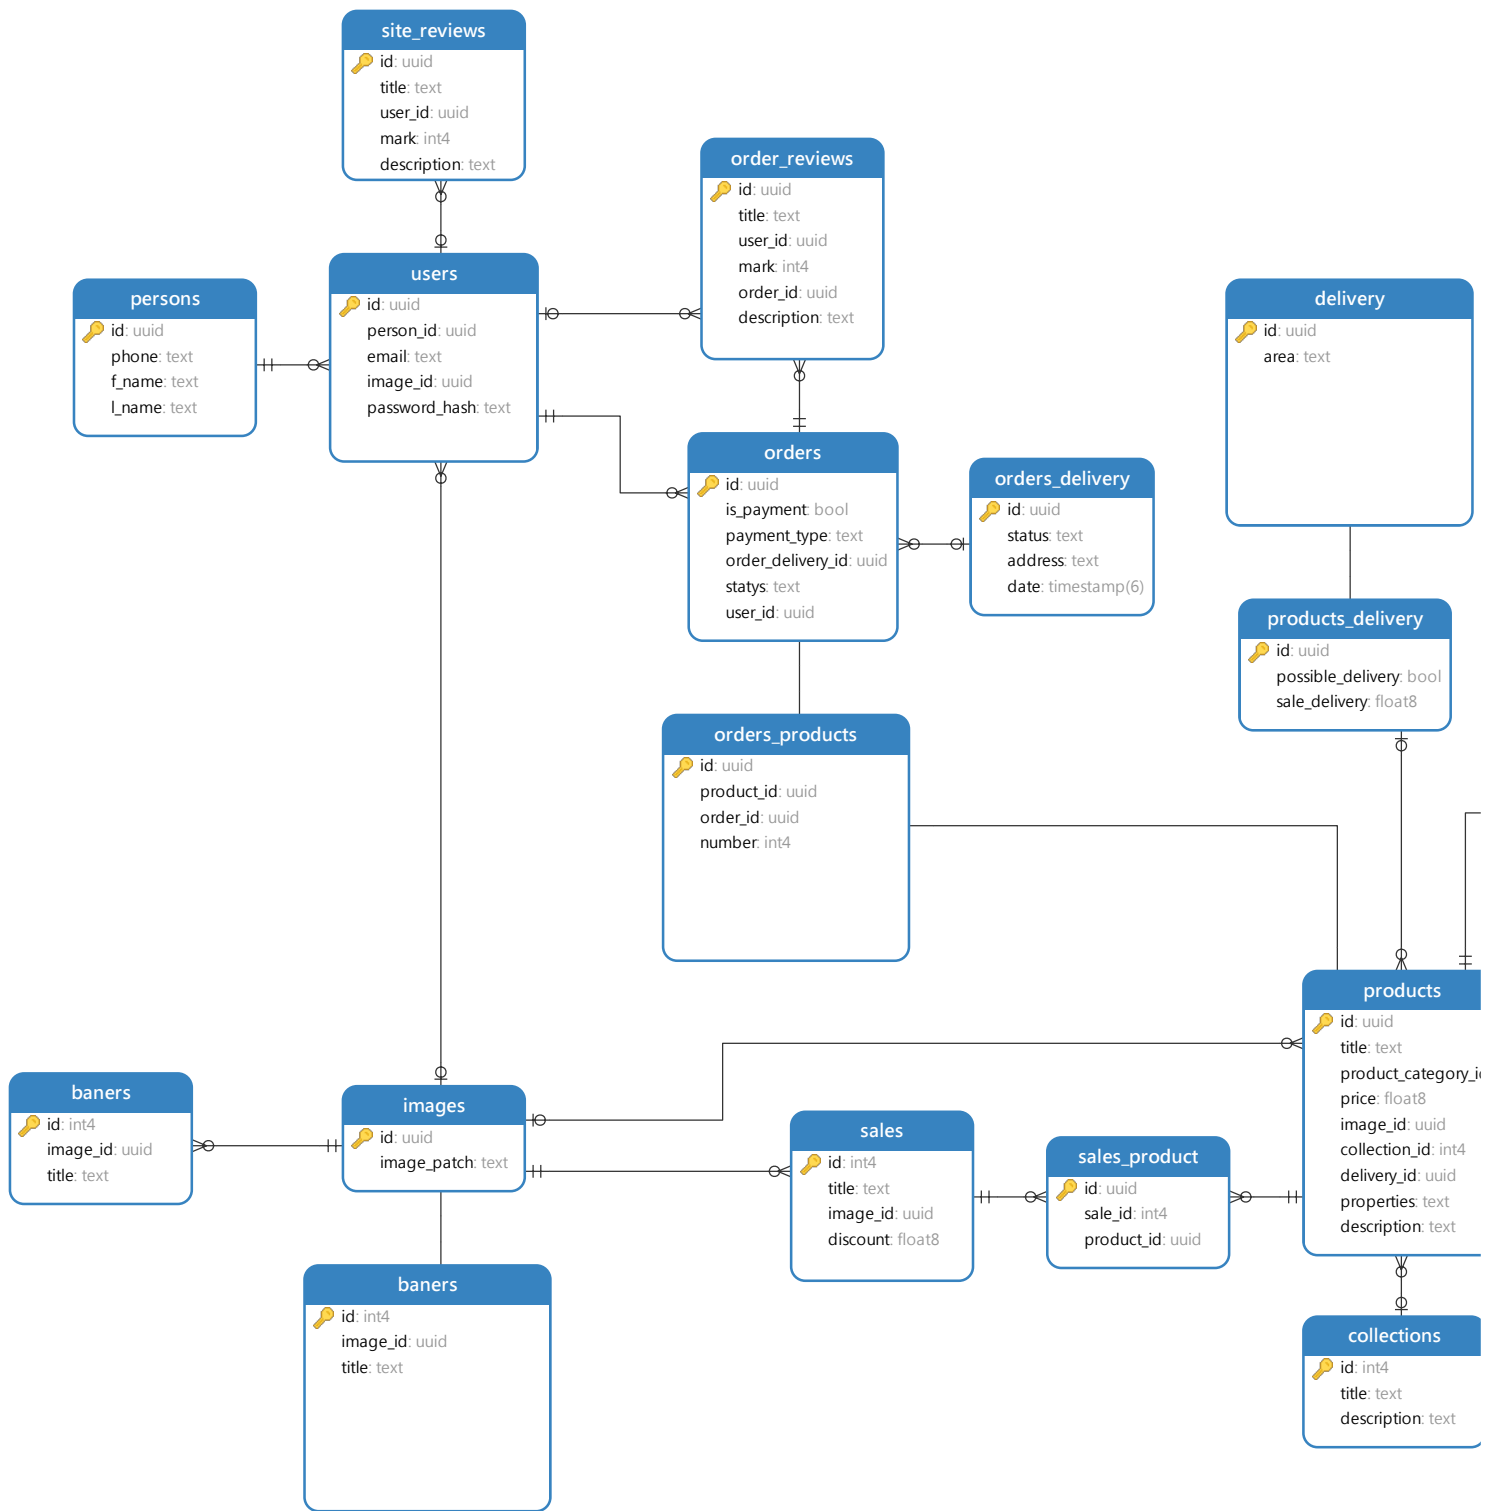 site_reviews
id: uuid
title: text
user_id: uuid
mark: int4
description: text
order_reviews
id: uuid
title: text
user_id: uuid
mark: int4
order_id: uuid
description: text
users
id: uuid
person_id: uuid
email: text
image_id: uuid
password_hash: text
persons
id: uuid
phone: text
f_name: text
l_name: text
delivery
id: uuid
area: text
orders
id: uuid
is_payment: bool
payment_type: text
order_delivery_id: uuid
statys: text
user_id: uuid
orders_delivery
id: uuid
status: text
address: text
date: timestamp(6)
products_delivery
id: uuid
possible_delivery: bool
sale_delivery: float8
orders_products
id: uuid
product_id: uuid
order_id: uuid
number: int4
products
id: uuid
title: text
product_category_i
price: float8
image_id: uuid
collection_id: int4
delivery_id: uuid
properties: text
description: text
baners
id: int4
image_id: uuid
title: text
images
id: uuid
image_patch: text
sales
id: int4
title: text
image_id: uuid
discount: float8
sales_product
id: uuid
sale_id: int4
product_id: uuid
baners
id: int4
image_id: uuid
title: text
collections
id: int4
title: text
description: text